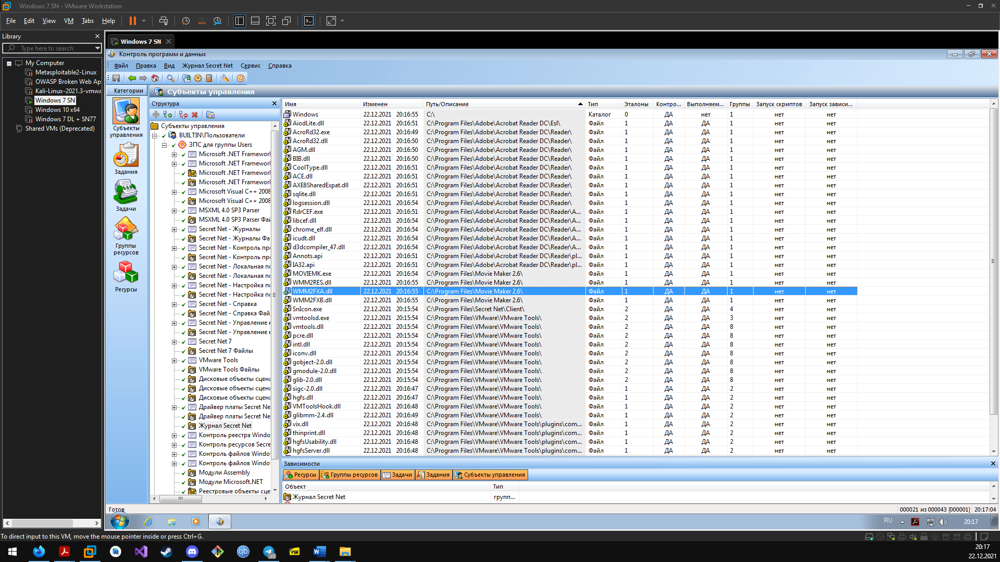 Windows 7 SN - VMware Workstation
File Edit View VM Tabs Help
Library
Type here to search
My Computer
Metasploitable2-Linux
OWASP Broken Web Ap
Kali-Linux-2021.3-vmwa
Windows 7 SN
Windows 10 x64
Windows 7 DL + SN77
Shared VMs (Deprecated)
Windows 7 SN
Контроль программ и данных
Файл Правка Вид Журнал Secret Net Сервис Справка
Категории
Субъекты управления
Задания
Задачи
Группы ресурсов
Ресурсы
Субъекты управления
Структура
Субъекты управления
BUILTIN\Пользователи
ЗПС для группы Users
Microsoft .NET Framework
Microsoft .NET Framework
Microsoft .NET Framework
Microsoft .NET Framework
Microsoft Visual C++ 2008
Microsoft Visual C++ 2008
MSXML 4.0 SP3 Parser
MSXML 4.0 SP3 Parser Фай
Secret Net - Журналы
Secret Net - Журналы Фа
Secret Net - Контроль пр
Secret Net - Контроль пр
Secret Net - Локальная по
Secret Net - Локальная по
Secret Net - Настройка по
Secret Net - Настройка по
Secret Net - Справка
Secret Net - Справка Фай
Secret Net - Управление к
Secret Net - Управление к
Secret Net 7
Secret Net 7 Файлы
VMware Tools
VMware Tools Файлы
Дисковые объекты сцена
Дисковые объекты сцена
Дисковые объекты сцена
Драйвер платы Secret Ne
Драйвер платы Secret Ne
Журнал Secret Net
Контроль реестра Windo
Контроль ресурсов Secre
Контроль файлов Windo
Контроль файлов Windo
Модули Assembly
Модули Microsoft.NET
Реестровые объекты сце
Имя Изменен Путь/Описание Тип Эталоны Контро... Выполняем... Группы Запуск скриптов Запуск зависи...
Windows 22.12.2021 20:16:55 C:\ Каталог 0 ДА нет 1 нет нет
AiodLite.dll 22.12.2021 20:16:51 C:\Program Files\Adobe\Acrobat Reader DC\Esl\ Файл 1 ДА ДА 1 нет нет
AcroRd32.exe 22.12.2021 20:16:49 C:\Program Files\Adobe\Acrobat Reader DC\Reader\ Файл 1 ДА ДА 1 нет нет
AcroRd32.dll 22.12.2021 20:16:50 C:\Program Files\Adobe\Acrobat Reader DC\Reader\ Файл 1 ДА ДА 1 нет нет
AGM.dll 22.12.2021 20:16:50 C:\Program Files\Adobe\Acrobat Reader DC\Reader\ Файл 1 ДА ДА 1 нет нет
BIB.dll 22.12.2021 20:16:50 C:\Program Files\Adobe\Acrobat Reader DC\Reader\ Файл 1 ДА ДА 1 нет нет
CoolType.dll 22.12.2021 20:16:51 C:\Program Files\Adobe\Acrobat Reader DC\Reader\ Файл 1 ДА ДА 1 нет нет
ACE.dll 22.12.2021 20:16:51 C:\Program Files\Adobe\Acrobat Reader DC\Reader\ Файл 1 ДА ДА 1 нет нет
AXE8SharedExpat.dll 22.12.2021 20:16:51 C:\Program Files\Adobe\Acrobat Reader DC\Reader\ Файл 1 ДА ДА 1 нет нет
sqlite.dll 22.12.2021 20:16:51 C:\Program Files\Adobe\Acrobat Reader DC\Reader\ Файл 1 ДА ДА 1 нет нет
logsession.dll 22.12.2021 20:16:54 C:\Program Files\Adobe\Acrobat Reader DC\Reader\ Файл 1 ДА ДА 1 нет нет
RdrCEF.exe 22.12.2021 20:16:51 C:\Program Files\Adobe\Acrobat Reader DC\Reader\A... Файл 1 ДА ДА 1 нет нет
libcef.dll 22.12.2021 20:16:54 C:\Program Files\Adobe\Acrobat Reader DC\Reader\A... Файл 1 ДА ДА 1 нет нет
chrome_elf.dll 22.12.2021 20:16:54 C:\Program Files\Adobe\Acrobat Reader DC\Reader\A... Файл 1 ДА ДА 1 нет нет
icudt.dll 22.12.2021 20:16:54 C:\Program Files\Adobe\Acrobat Reader DC\Reader\A... Файл 1 ДА ДА 1 нет нет
d3dcompiler_47.dll 22.12.2021 20:16:54 C:\Program Files\Adobe\Acrobat Reader DC\Reader\A... Файл 1 ДА ДА 1 нет нет
Annots.api 22.12.2021 20:16:51 C:\Program Files\Adobe\Acrobat Reader DC\Reader\pl... Файл 1 ДА ДА 1 нет нет
IA32.api 22.12.2021 20:16:51 C:\Program Files\Adobe\Acrobat Reader DC\Reader\pl... Файл 1 ДА ДА 1 нет нет
MOVIEMK.exe 22.12.2021 20:16:54 C:\Program Files\Movie Maker 2.6\ Файл 1 ДА ДА 1 нет нет
WMM2RES.dll 22.12.2021 20:16:54 C:\Program Files\Movie Maker 2.6\ Файл 1 ДА ДА 1 нет нет
WMM2FXA.dll 22.12.2021 20:16:55 C:\Program Files\Movie Maker 2.6\ Файл 1 ДА ДА 1 нет нет
WMM2FXB.dll 22.12.2021 20:16:55 C:\Program Files\Movie Maker 2.6\ Файл 1 ДА ДА 1 нет нет
SnIcon.exe 22.12.2021 20:15:54 C:\Program Files\Secret Net\Client\ Файл 2 ДА ДА 4 нет нет
vmtoolsd.exe 22.12.2021 20:15:54 C:\Program Files\VMware\VMware Tools\ Файл 2 ДА ДА 3 нет нет
vmtools.dll 22.12.2021 20:15:54 C:\Program Files\VMware\VMware Tools\ Файл 2 ДА ДА 8 нет нет
pcre.dll 22.12.2021 20:15:54 C:\Program Files\VMware\VMware Tools\ Файл 2 ДА ДА 8 нет нет
intl.dll 22.12.2021 20:15:54 C:\Program Files\VMware\VMware Tools\ Файл 2 ДА ДА 8 нет нет
iconv.dll 22.12.2021 20:15:54 C:\Program Files\VMware\VMware Tools\ Файл 2 ДА ДА 8 нет нет
gobject-2.0.dll 22.12.2021 20:15:54 C:\Program Files\VMware\VMware Tools\ Файл 2 ДА ДА 8 нет нет
gmodule-2.0.dll 22.12.2021 20:15:54 C:\Program Files\VMware\VMware Tools\ Файл 2 ДА ДА 8 нет нет
glib-2.0.dll 22.12.2021 20:15:54 C:\Program Files\VMware\VMware Tools\ Файл 2 ДА ДА 8 нет нет
sigc-2.0.dll 22.12.2021 20:16:47 C:\Program Files\VMware\VMware Tools\ Файл 1 ДА ДА 2 нет нет
hgfs.dll 22.12.2021 20:16:47 C:\Program Files\VMware\VMware Tools\ Файл 1 ДА ДА 2 нет нет
VMToolsHook.dll 22.12.2021 20:16:48 C:\Program Files\VMware\VMware Tools\ Файл 1 ДА ДА 2 нет нет
glibmm-2.4.dll 22.12.2021 20:16:49 C:\Program Files\VMware\VMware Tools\ Файл 1 ДА ДА 2 нет нет
vix.dll 22.12.2021 20:16:48 C:\Program Files\VMware\VMware Tools\plugins\com... Файл 1 ДА ДА 2 нет нет
thinprint.dll 22.12.2021 20:16:48 C:\Program Files\VMware\VMware Tools\plugins\com... Файл 1 ДА ДА 2 нет нет
hgfsUsability.dll 22.12.2021 20:16:48 C:\Program Files\VMware\VMware Tools\plugins\com... Файл 1 ДА ДА 2 нет нет
hgfsServer.dll 22.12.2021 20:16:48 C:\Program Files\VMware\VMware Tools\plugins\com... Файл 1 ДА ДА 2 нет нет
Зависимости
Ресурсы Группы ресурсов Задачи Задания Субъекты управления
Объект Тип
Журнал Secret Net групп...
Готов 000021 из 000043 [000001] 20:17:04
RU 20:17
To direct input to this VM, move the mouse pointer inside or press Ctrl+G.
qb
45
PDF
20:17
22.12.2021